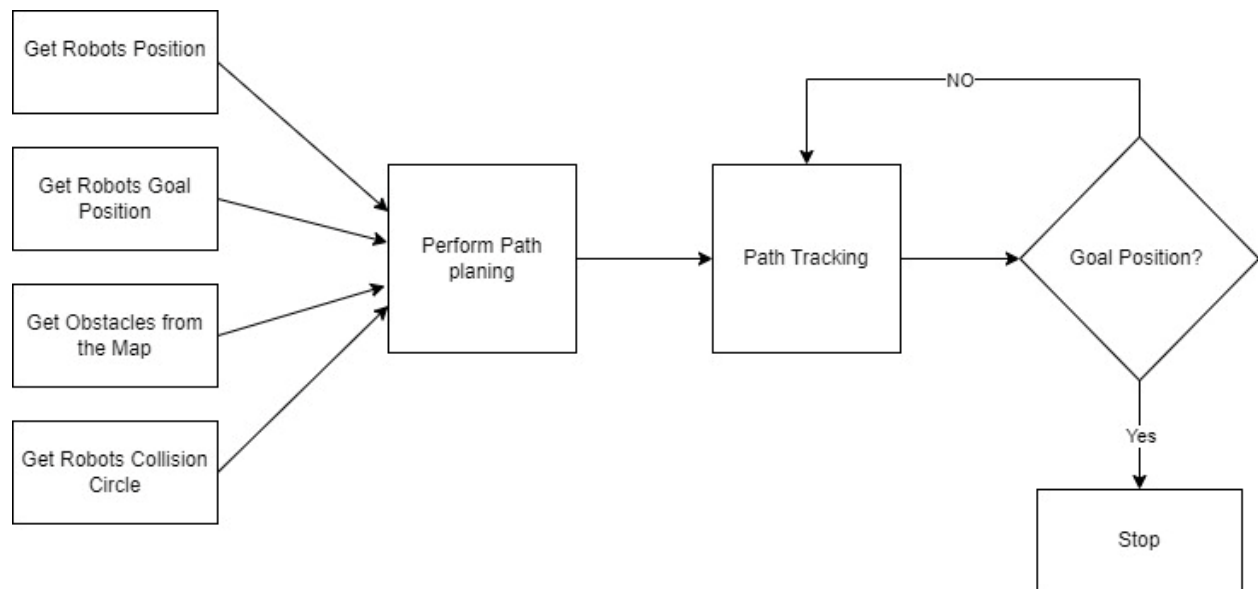 Get Robots Position
Get Robots Goal
Position
Get Obstacles from
the Map
Get Robots Collision
Circle
Perform Path
planing
Path Tracking
NO
Goal Position?
Yes
Stop